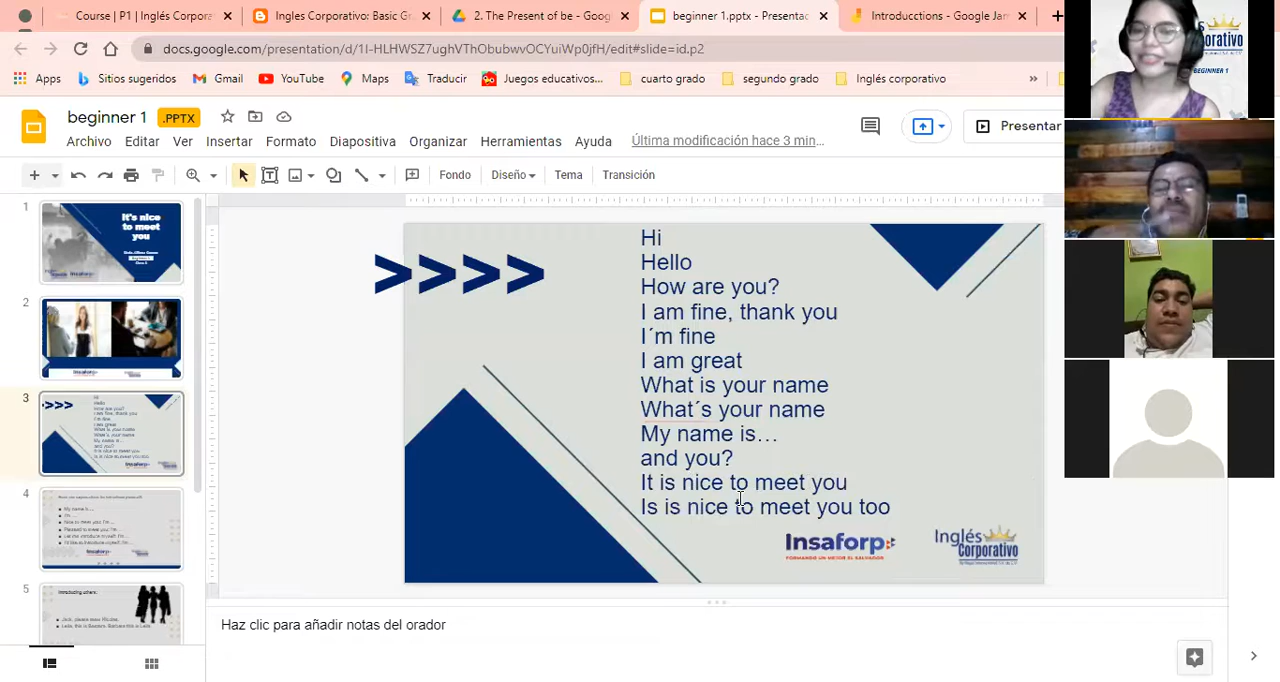 Course | P1 | Inglés Corpora
Ingles Corporativo: Basic Gr
2. The Present of be - Goog
beginner 1.pptx - Presentac
Introducctions - Google Jam
docs.google.com/presentation/d/1I-HLHWSZ7ughVThObubwvOCYuiWp0jfH/edit#slide=id.p2
Apps
Sitios sugeridos
Gmail
YouTube
Maps
Traducir
Juegos educativos...
cuarto grado
segundo grado
Inglés corporativo
beginner 1
.PPTX
Archivo
Editar
Ver
Insertar
Formato
Diapositiva
Organizar
Herramientas
Ayuda
Última modificación hace 3 min...
Presentar
Fondo
Diseño
Tema
Transición
1
It's nice
to meet
you
2
3
4
5
Introducing others:
>>>>
Hi
Hello
How are you?
I am fine, thank you
I´m fine
I am great
What is your name
What´s your name
My name is…
and you?
It is nice to meet you
Is is nice to meet you too
Insaforp
FORMANDO UN MEJOR EL SALVADOR
Inglés
Corporativo
Haz clic para añadir notas del orador
BEGINNER 1